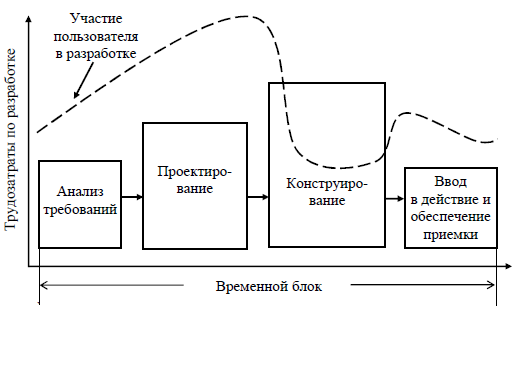 Участие
пользователя
в разработке
Трудозатраты по разработке
Анализ
требований
Проектиро-
вание
Конструиро-
вание
Ввод
в действие и
обеспечение
приемки
Временной блок